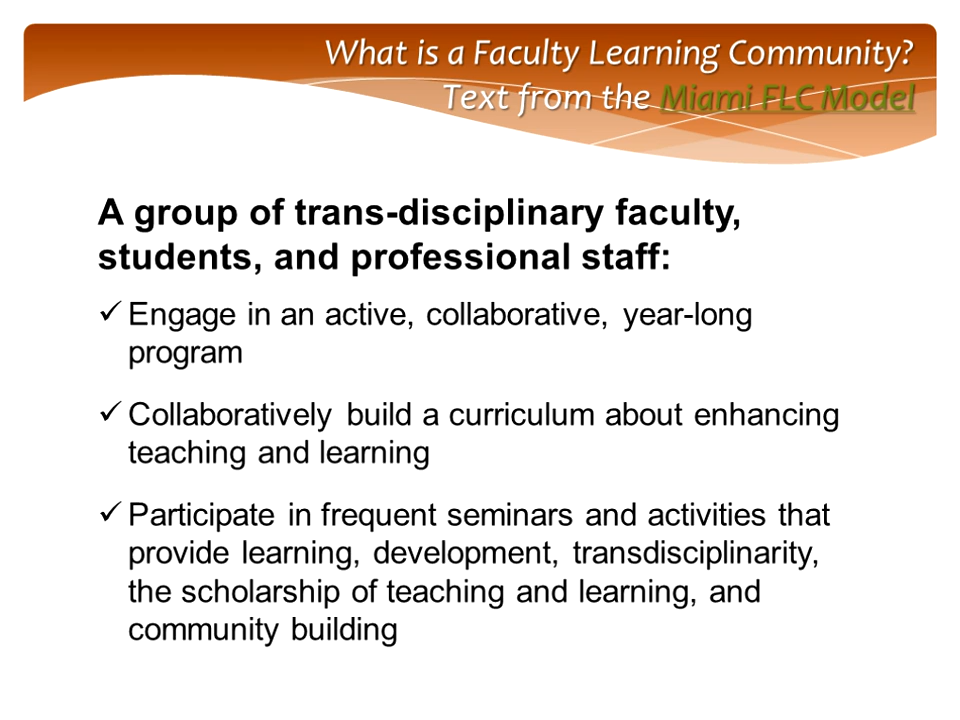 What is a Faculty Learning Community?
Text from the Miami FLC Model
A group of trans-disciplinary faculty,
students, and professional staff:
✓ Engage in an active, collaborative, year-long
program
✓ Collaboratively build a curriculum about enhancing
teaching and learning
✓ Participate in frequent seminars and activities that
provide learning, development, transdisciplinarity,
the scholarship of teaching and learning, and
community building